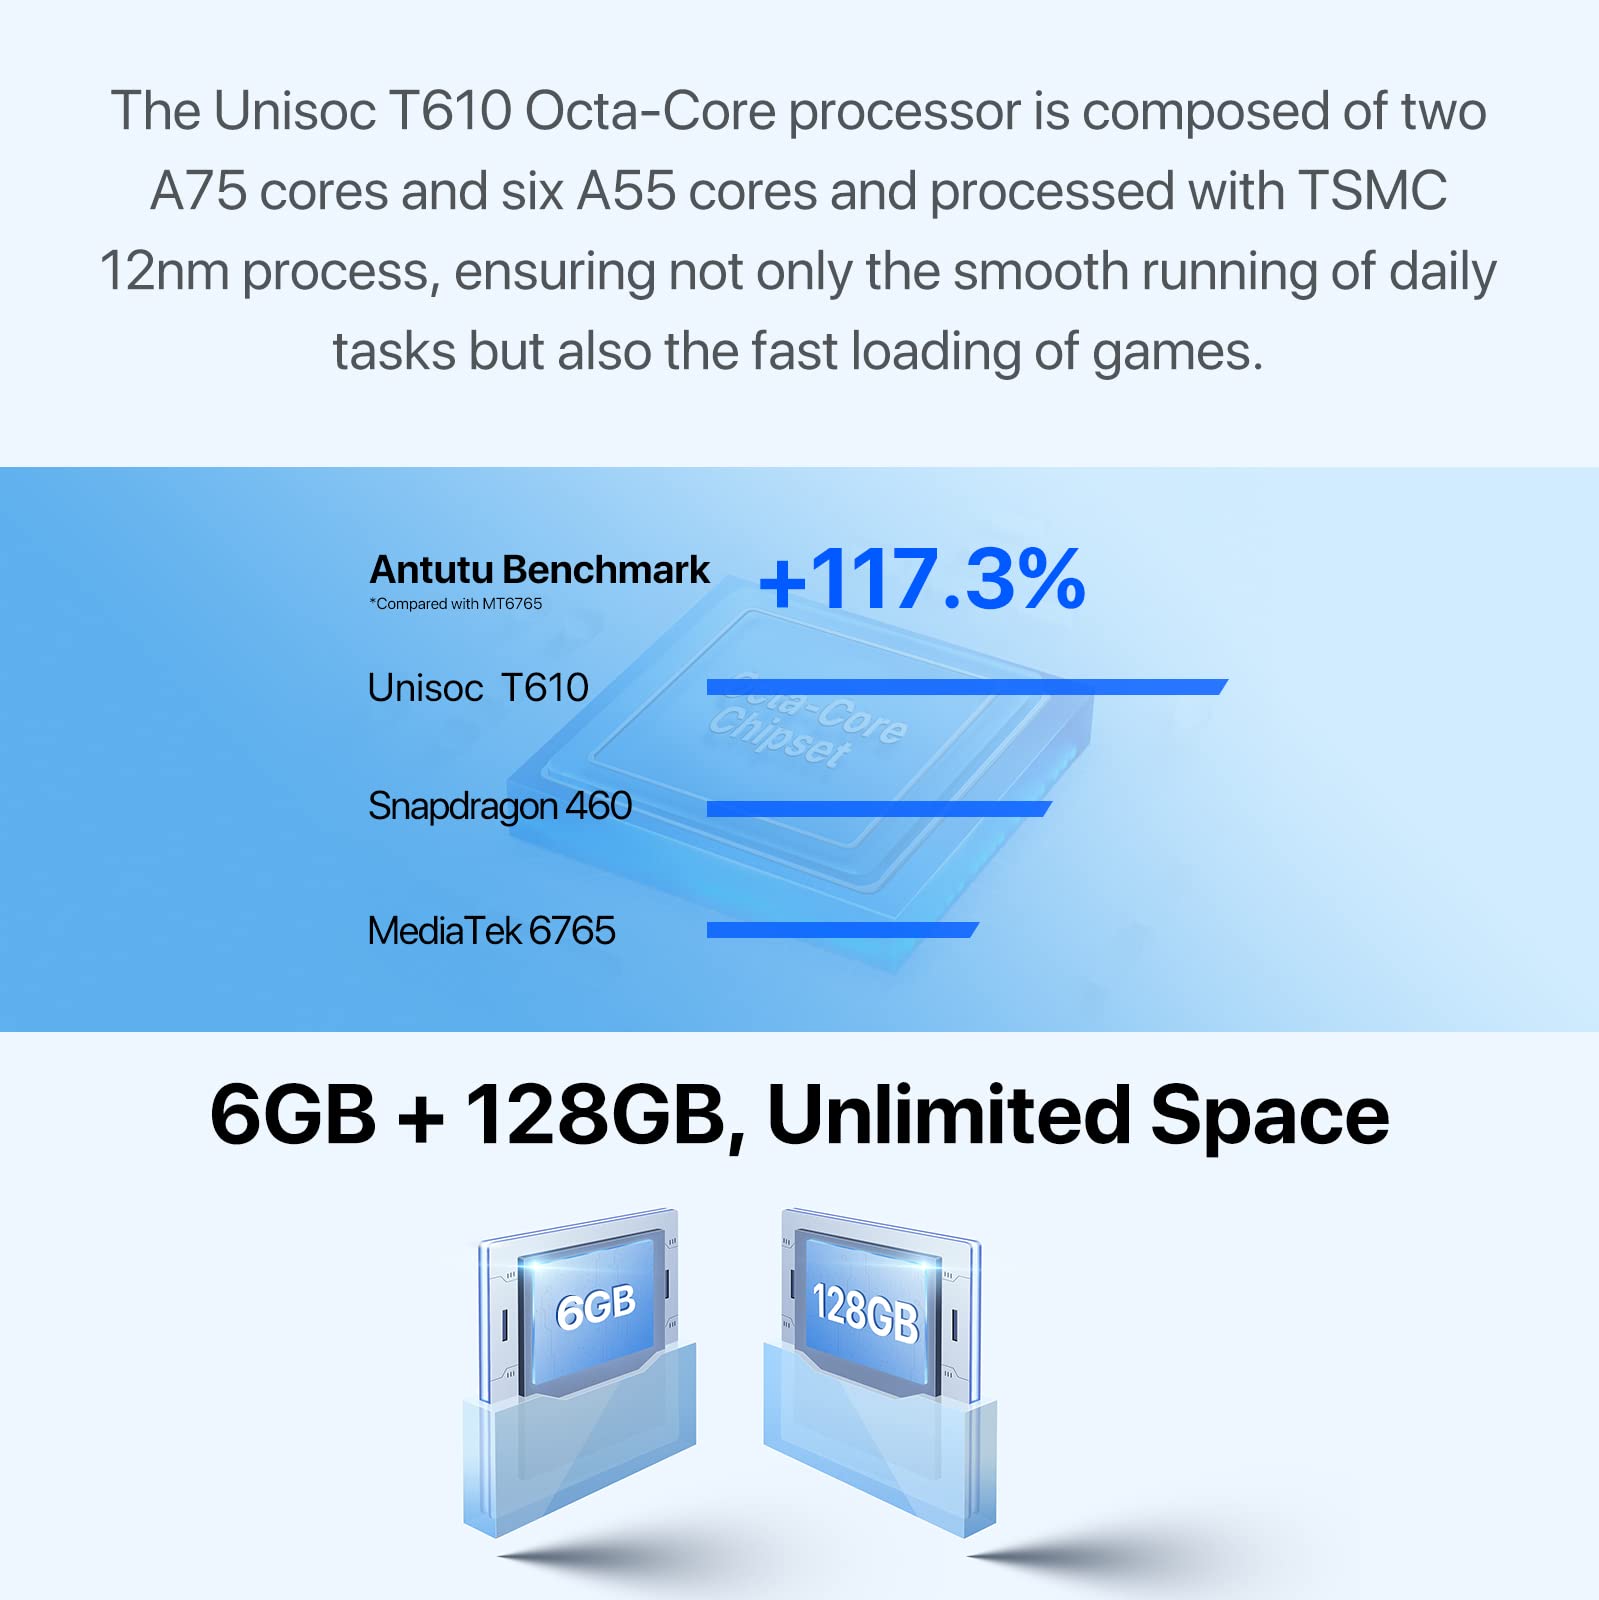 The Unisoc T610 Octa-Core processor is composed of two
A75 cores and six A55 cores and processed with TSMC
12nm process, ensuring not only the smooth running of daily
tasks but also the fast loading of games.
Antutu Benchmark +117.3%
*Compared with MT6765
Unisoc T610
Octa-Core
Chipset
Snapdragon 460
MediaTek 6765
6GB + 128GB, Unlimited Space
6GB
128GB